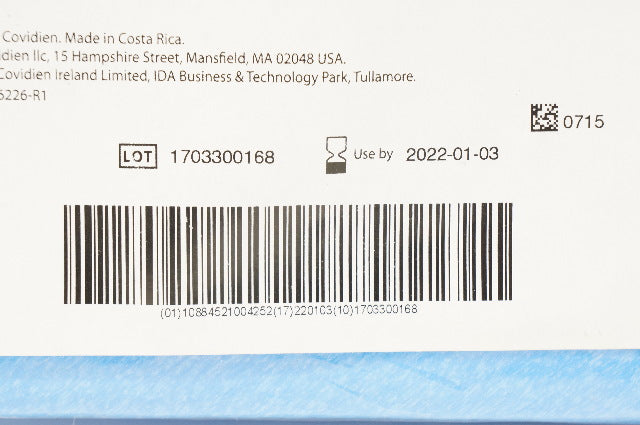 Covidien. Made in Costa Rica.
dien llc, 15 Hampshire Street, Mansfield, MA 02048 USA.
Covidien Ireland Limited, IDA Business & Technology Park, Tullamore.
5226-R1
0715
LOT 1703300168 Use by 2022-01-03
(01)10884521004252(17)220103(10)1703300168